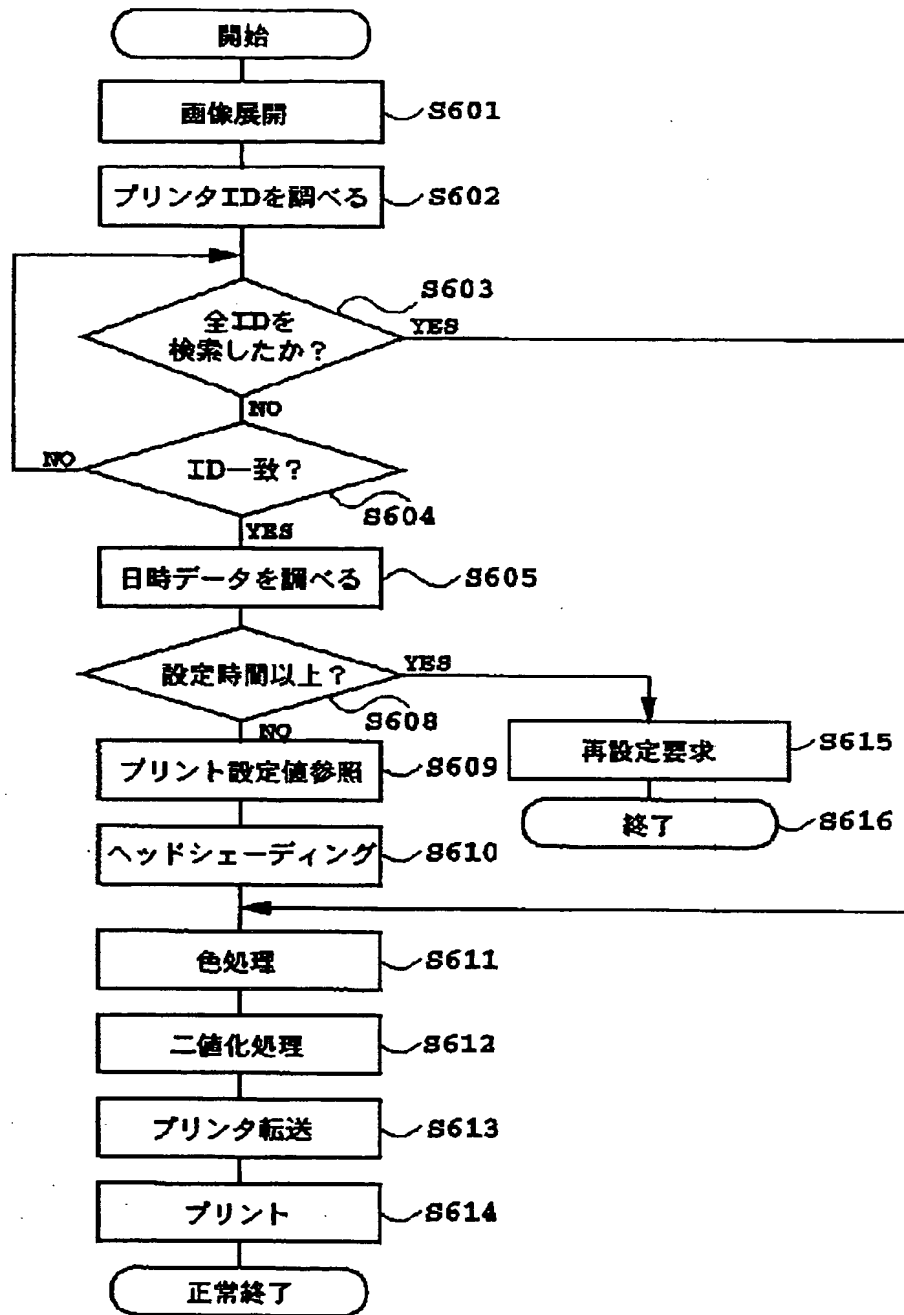 開始
画像展開 S601
プリンタIDを調べる S602
S603
全IDを
検索したか？
YES
NO
ID一致？
NO
S604
YES
日時データを調べる S605
設定時間以上？
YES
S608
NO
プリント設定値参照 S609
再設定要求 S615
終了 S616
ヘッドシェーディング S610
色処理 S611
二値化処理 S612
プリンタ転送 S613
プリント S614
正常終了